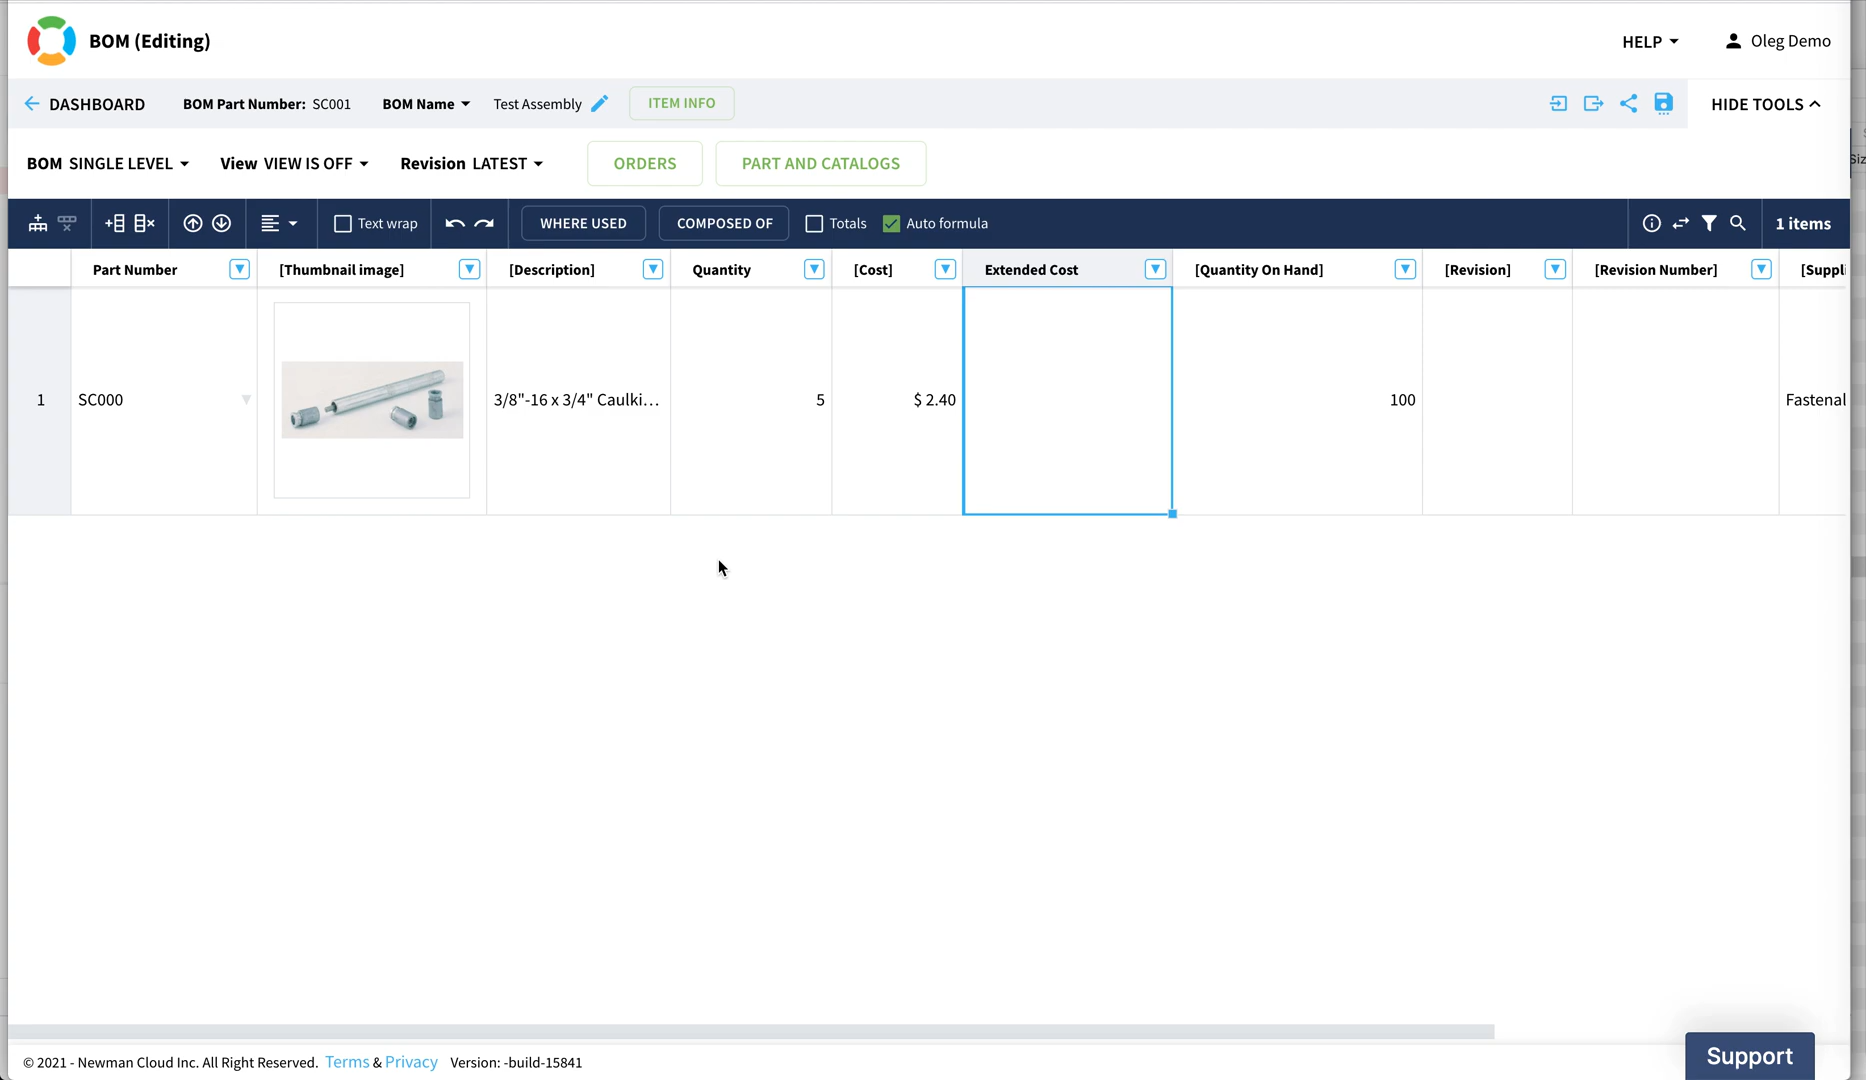 BOM (Editing)
HELP
Oleg Demo
DASHBOARD
BOM Part Number: SC001
BOM Name
Test Assembly
ITEM INFO
HIDE TOOLS
BOM SINGLE LEVEL
View VIEW IS OFF
Revision LATEST
ORDERS
PART AND CATALOGS
Text wrap
WHERE USED
COMPOSED OF
Totals
Auto formula
1 items
Part Number
[Thumbnail image]
[Description]
Quantity
[Cost]
Extended Cost
[Quantity On Hand]
[Revision]
[Revision Number]
[Suppli
1
SC000
3/8"-16 x 3/4" Caulki...
5
$ 2.40
100
Fastenal
© 2021 - Newman Cloud Inc. All Right Reserved. Terms & Privacy Version: -build-15841
Support